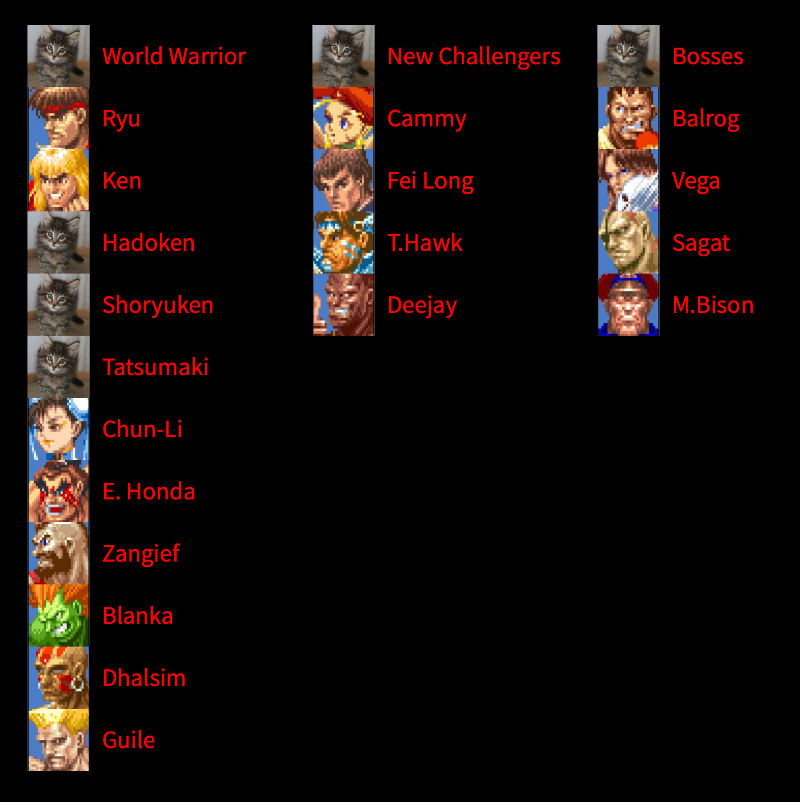 World Warrior
Ryu
Ken
Hadoken
Shoryuken
Tatsumaki
Chun-Li
E. Honda
Zangief
Blanka
Dhalsim
Guile
New Challengers
Cammy
Fei Long
T.Hawk
Deejay
Bosses
Balrog
Vega
Sagat
M.Bison